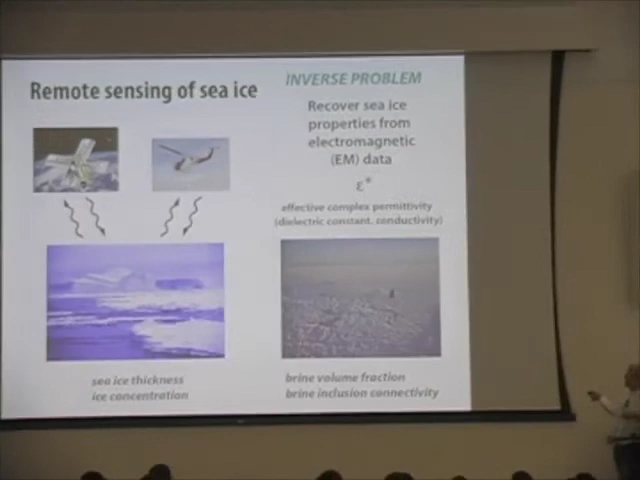 Remote sensing of sea ice
INVERSE PROBLEM
Recover sea ice
properties from
electromagnetic
(EM) data
ε*
effective complex permittivity
(dielectric constant, conductivity)
sea ice thickness
ice concentration
brine volume fraction
brine inclusion connectivity